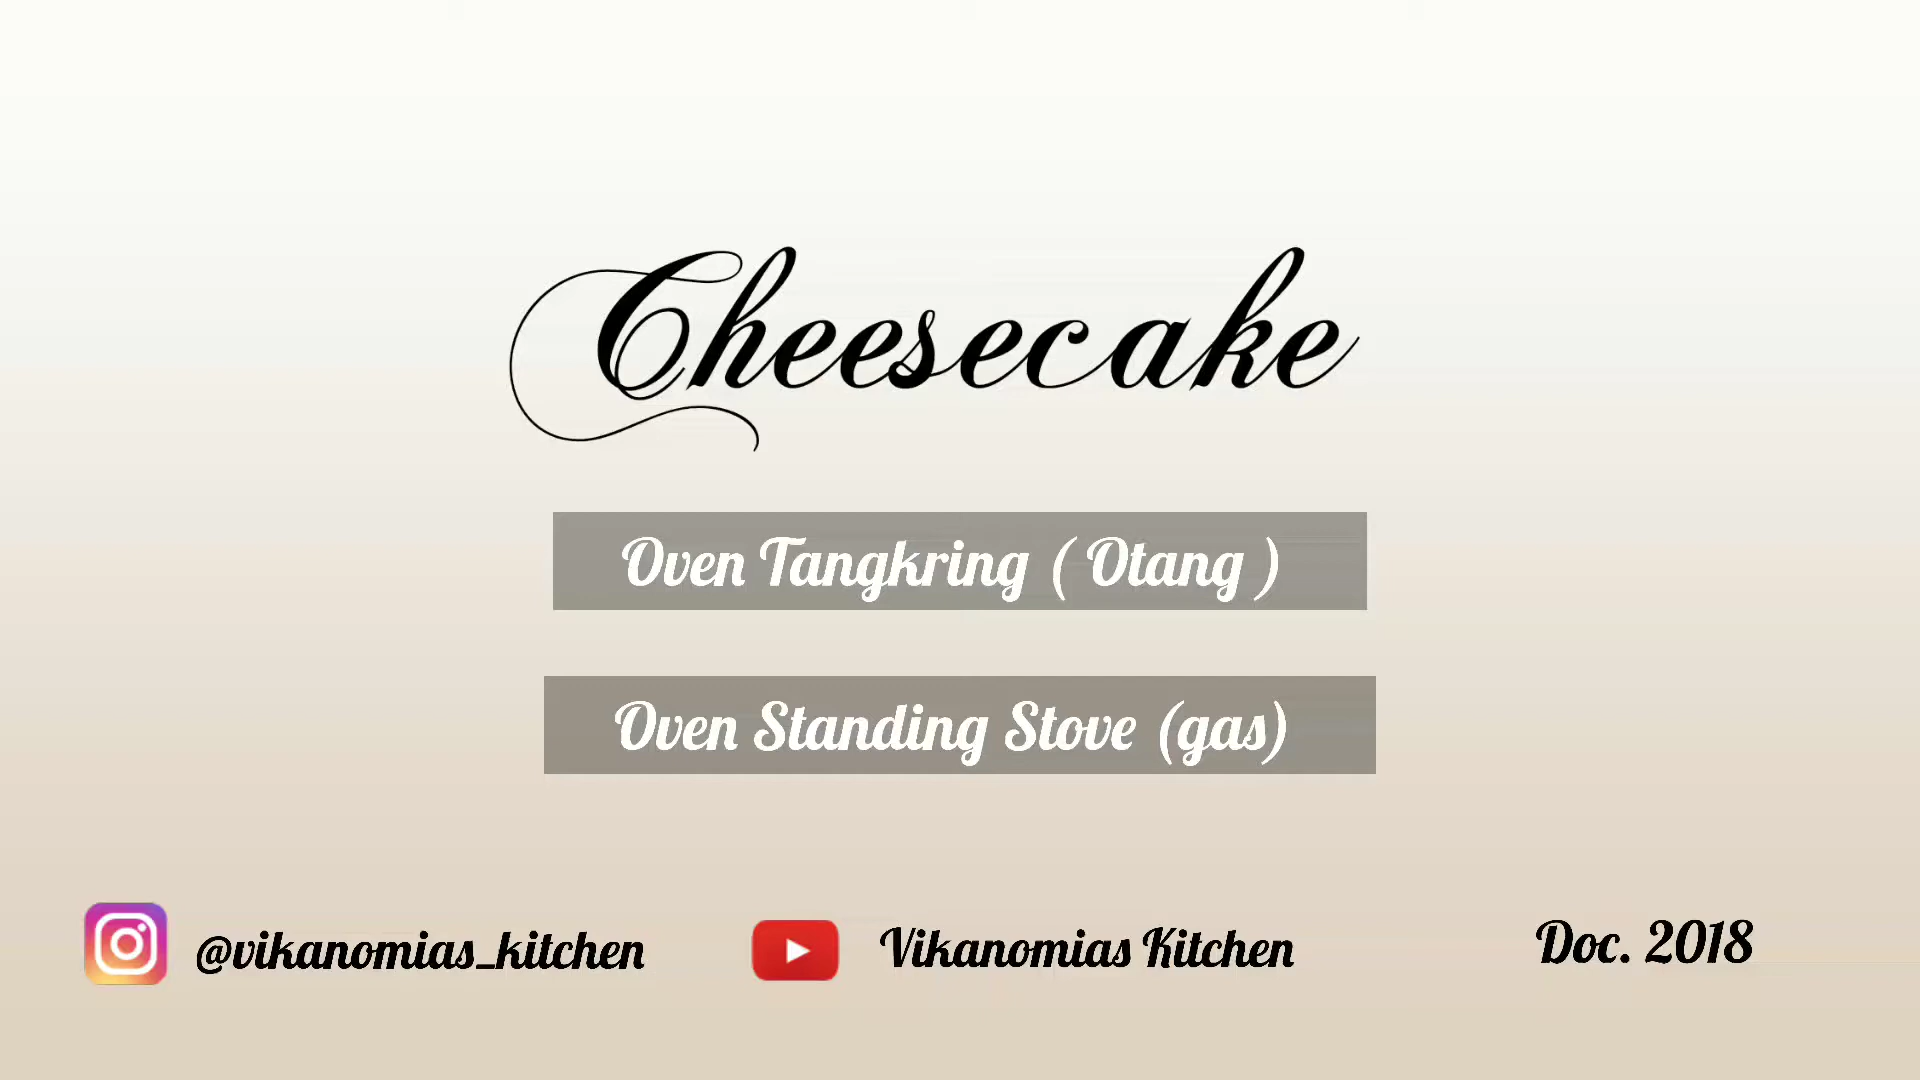 Cheesecake
Oven Tangkring ( Otang )
Oven Standing Stove (gas)
@vikanomias_kitchen
Vikanomias Kitchen
Doc. 2018